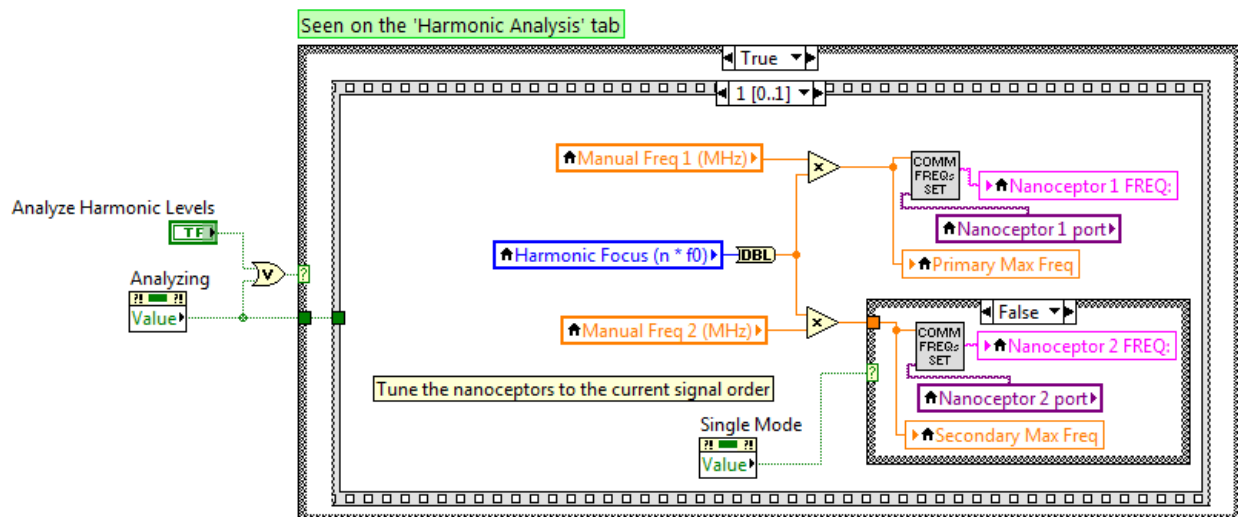 Seen on the 'Harmonic Analysis' tab
True
1 [0..1]
Manual Freq 1 (MHz)
x
COMM
FREQs
SET
Nanoceptor 1 FREQ:
Nanoceptor 1 port
Analyze Harmonic Levels
TF
Harmonic Focus (n * f0)
DBL
Primary Max Freq
V
?
Analyzing
?! ?!
Value
Manual Freq 2 (MHz)
x
False
COMM
FREQs
SET
Nanoceptor 2 FREQ:
?
Nanoceptor 2 port
Tune the nanoceptors to the current signal order
Single Mode
?! ?!
Value
Secondary Max Freq